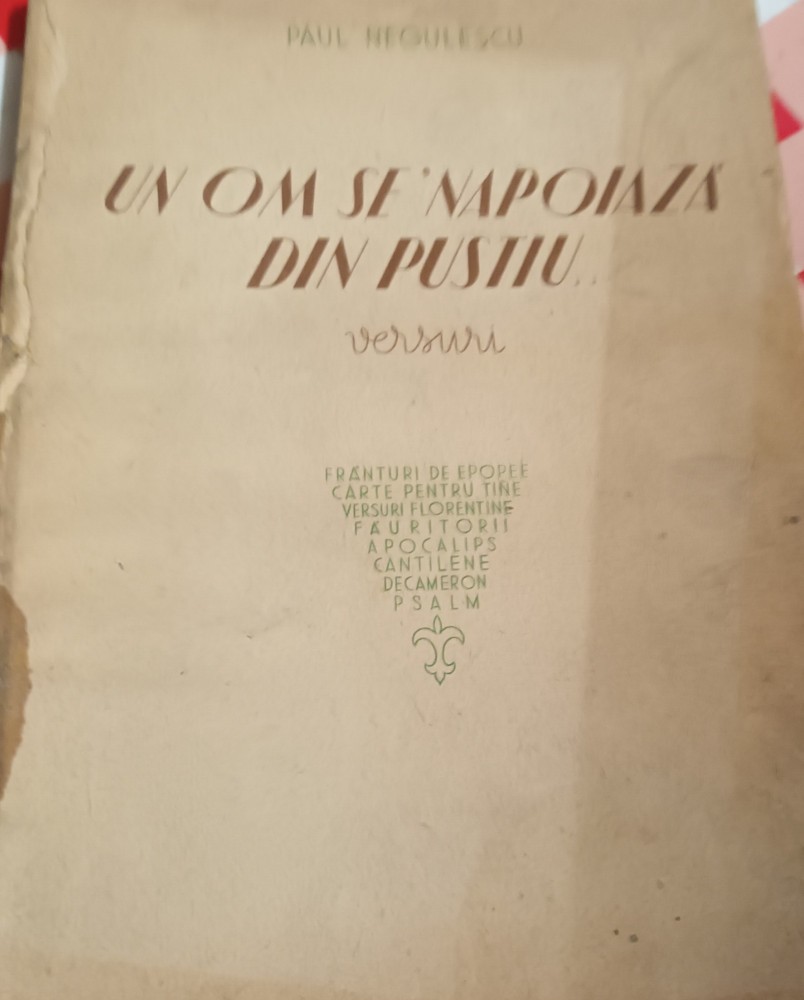 PAUL NEGULESCU
UN OM SE 'NAPOIAZĂ
DIN PUSTIU..
versuri
FRÂNTURI DE EPOPEE
CARTE PENTRU TINE
VERSURI FLORENTINE
FĂURITORII
APOCALIPS
CANTILENE
DECAMERON
PSALM